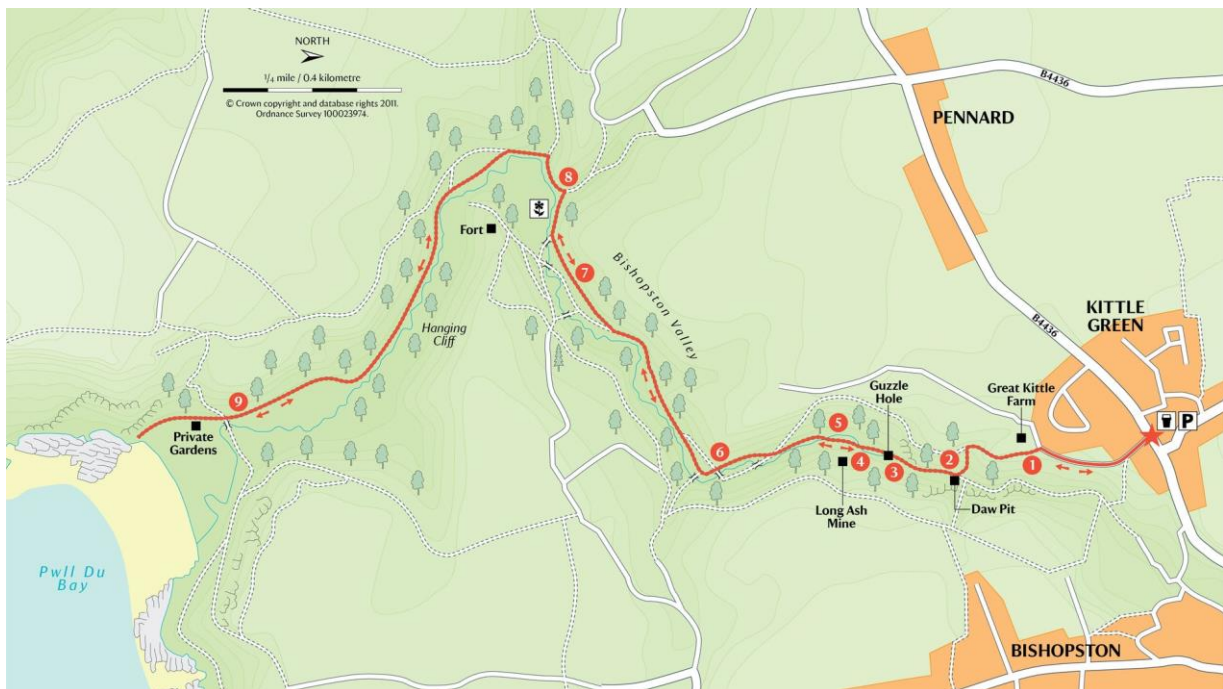 NORTH
¼ mile / 0.4 kilometre
© Crown copyright and database rights 2011.
Ordnance Survey 100023974.
B4436
PENNARD
8
Fort
7
Bishopston Valley
B4436
KITTLE
GREEN
P
Hanging
Cliff
Guzzle
Hole
Great Kittle
Farm
9
Private
Gardens
5
6
4
3
2
1
Long Ash
Mine
Daw Pit
Pwll Du
Bay
BISHOPSTON